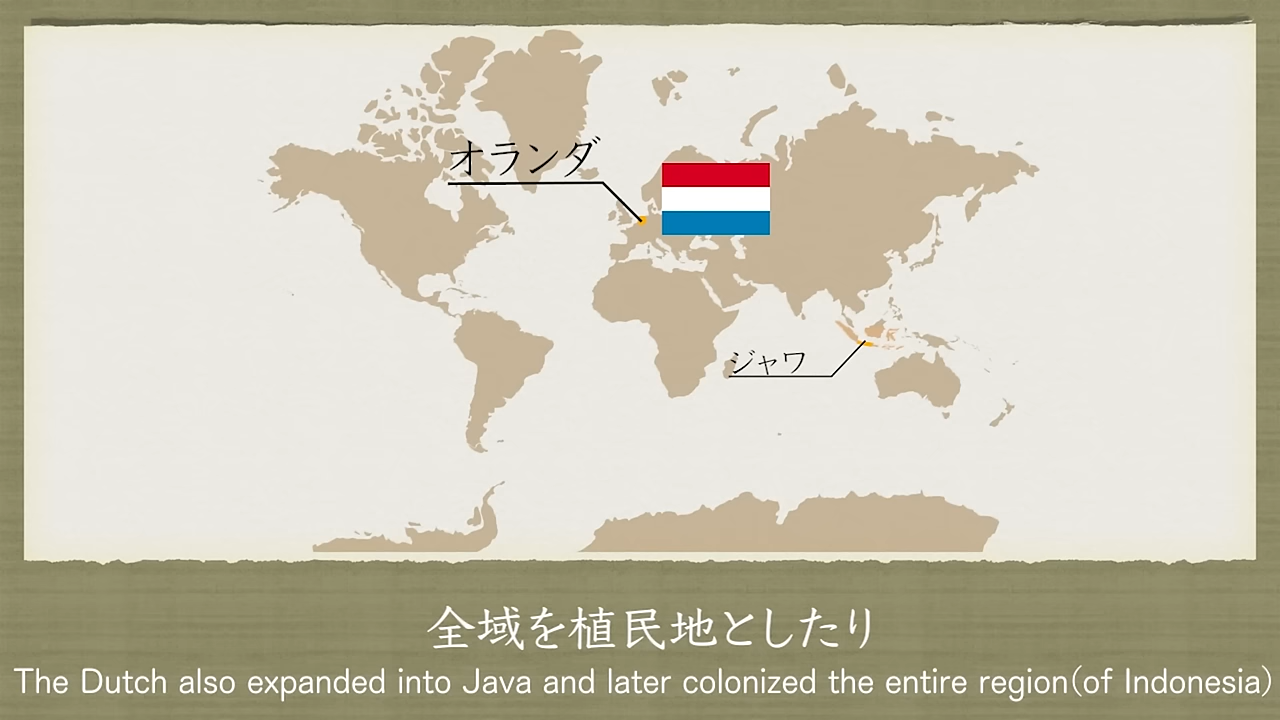 オランダ
ジャワ
全域を植民地としたり
The Dutch also expanded into Java and later colonized the entire region(of Indonesia)